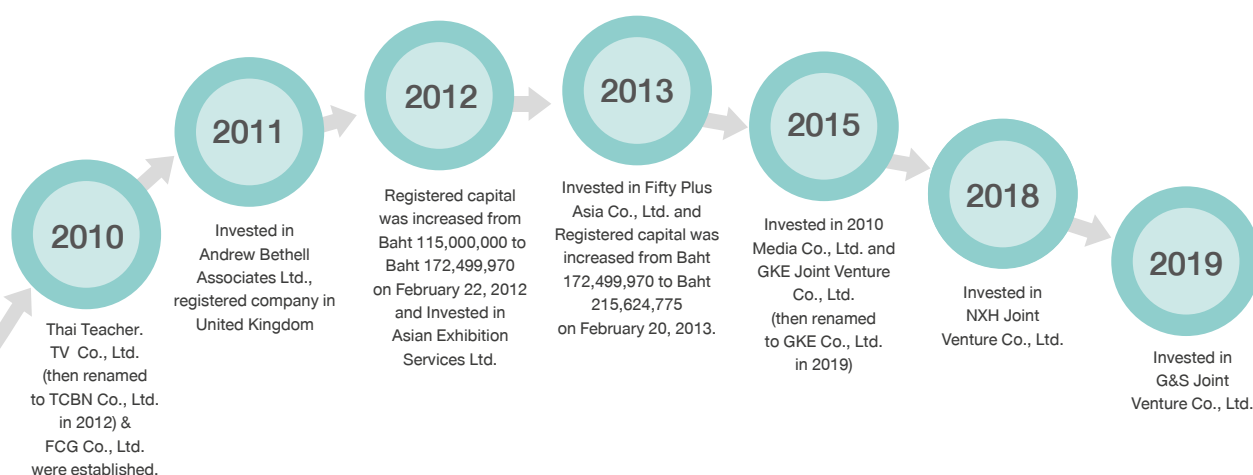 2010
Thai Teacher.
TV Co., Ltd.
(then renamed
to TCBN Co., Ltd.
in 2012) &
FCG Co., Ltd.
were established.
2011
Invested in
Andrew Bethell
Associates Ltd.,
registered company in
United Kingdom
2012
Registered capital
was increased from
Baht 115,000,000 to
Baht 172,499,970
on February 22, 2012
and Invested in
Asian Exhibition
Services Ltd.
2013
Invested in Fifty Plus
Asia Co., Ltd. and
Registered capital was
increased from Baht
172,499,970 to Baht
215,624,775
on February 20, 2013.
2015
Invested in 2010
Media Co., Ltd. and
GKE Joint Venture
Co., Ltd.
(then renamed
to GKE Co., Ltd.
in 2019)
2018
Invested in
NXH Joint
Venture Co., Ltd.
2019
Invested in
G&S Joint
Venture Co., Ltd.